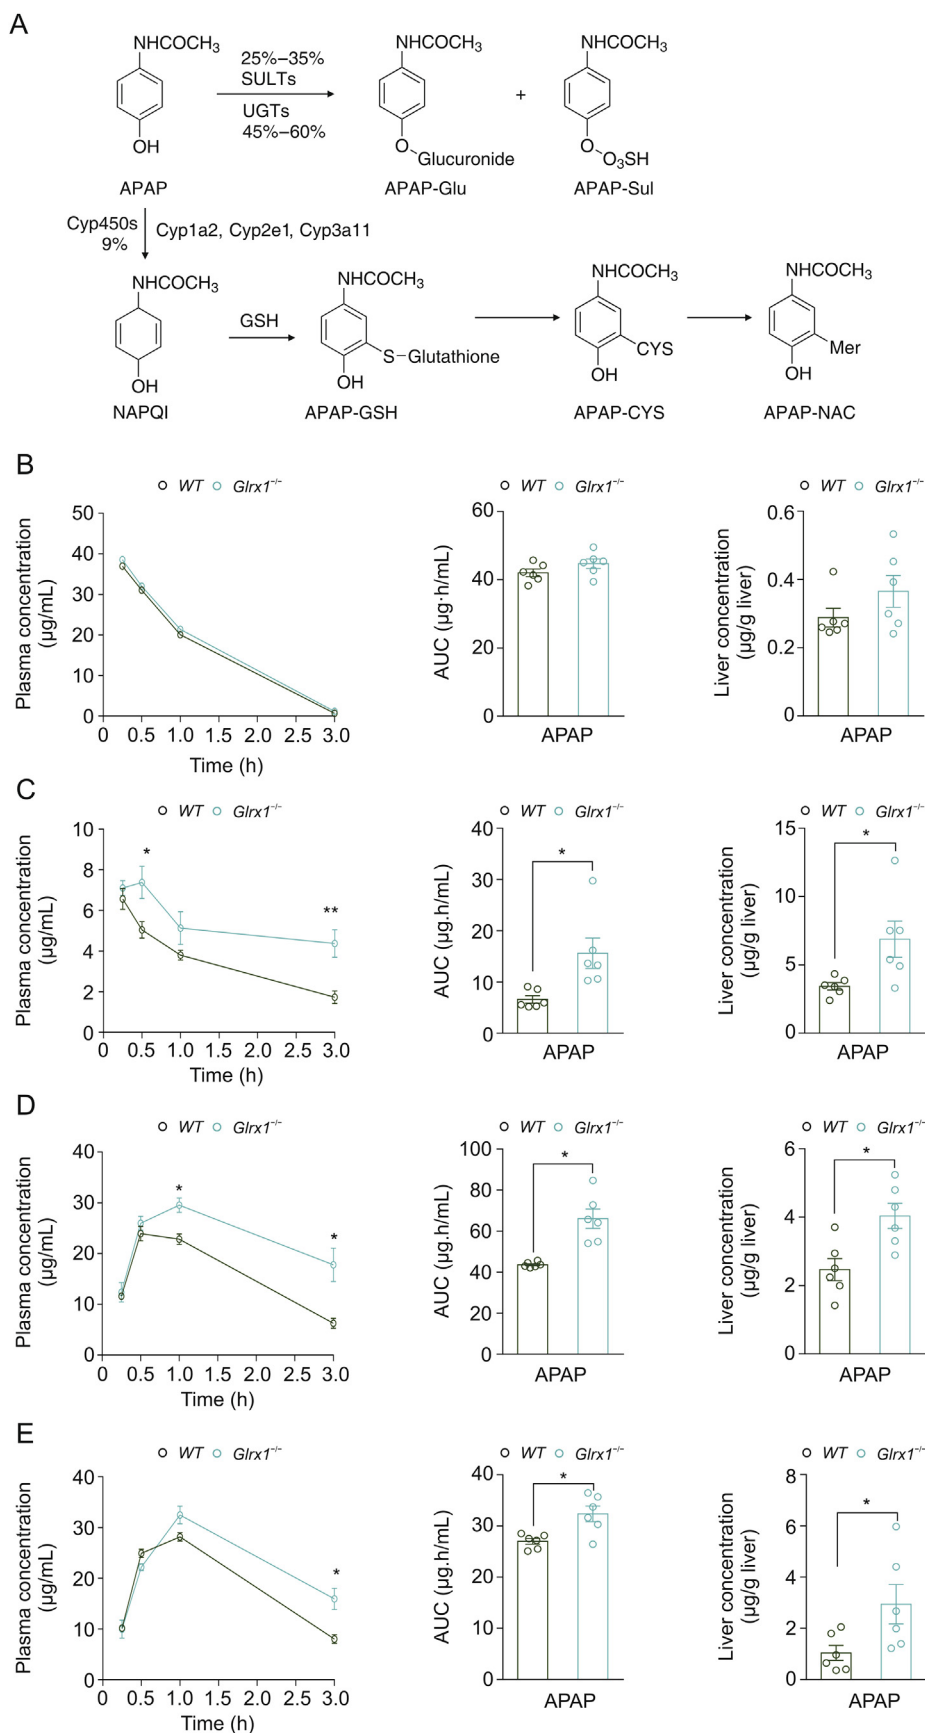 A
NHCOCH3
OH
APAP
25%–35%
SULTs
UGTs
45%–60%
NHCOCH3
O
Glucuronide
APAP-Glu
+
NHCOCH3
O
O3SH
APAP-Sul
Cyp450s
9%
Cyp1a2, Cyp2e1, Cyp3a11
NHCOCH3
OH
NAPQI
GSH
NHCOCH3
S–Glutathione
OH
APAP-GSH
NHCOCH3
CYS
OH
APAP-CYS
NHCOCH3
Mer
OH
APAP-NAC
B
WT Glrx1−/−
Plasma concentration
(µg/mL)
50
40
30
20
10
0
0 0.5 1.0 1.5 2.0 2.5 3.0
Time (h)
WT Glrx1−/−
AUC (µg·h/mL)
60
40
20
0
APAP
WT Glrx1−/−
Liver concentration
(µg/g liver)
0.6
0.4
0.2
0
APAP
C
WT Glrx1−/−
Plasma concentration
(µg/mL)
10
8
6
4
2
0
*
**
0 0.5 1.0 1.5 2.0 2.5 3.0
Time (h)
WT Glrx1−/−
AUC (µg.h/mL)
40
30
20
10
0
*
APAP
WT Glrx1−/−
Liver concentration
(µg/g liver)
15
10
5
0
*
APAP
D
WT Glrx1−/−
Plasma concentration
(µg/mL)
40
30
20
10
0
*
*
0 0.5 1.0 1.5 2.0 2.5 3.0
Time (h)
WT Glrx1−/−
AUC (µg.h/mL)
100
80
60
40
20
0
*
APAP
WT Glrx1−/−
Liver concentration
(µg/g liver)
6
4
2
0
*
APAP
E
WT Glrx1−/−
Plasma concentration
(µg/mL)
40
30
20
10
0
*
0 0.5 1.0 1.5 2.0 2.5 3.0
Time (h)
WT Glrx1−/−
AUC (µg.h/mL)
40
30
20
10
0
*
APAP
WT Glrx1−/−
Liver concentration
(µg/g liver)
8
6
4
2
0
*
APAP